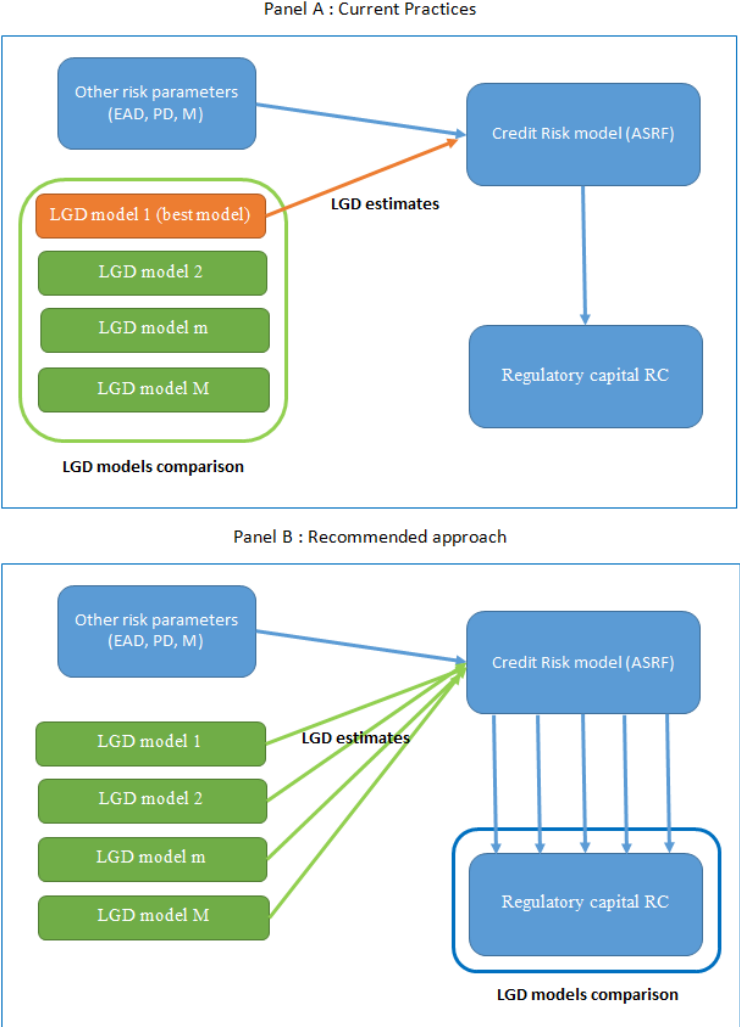 Panel A : Current Practices
Other risk parameters
(EAD, PD, M)
Credit Risk model (ASRF)
LGD model 1 (best model)
LGD estimates
LGD model 2
LGD model m
LGD model M
Regulatory capital RC
LGD models comparison
Panel B : Recommended approach
Other risk parameters
(EAD, PD, M)
Credit Risk model (ASRF)
LGD model 1
LGD estimates
LGD model 2
LGD model m
LGD model M
Regulatory capital RC
LGD models comparison